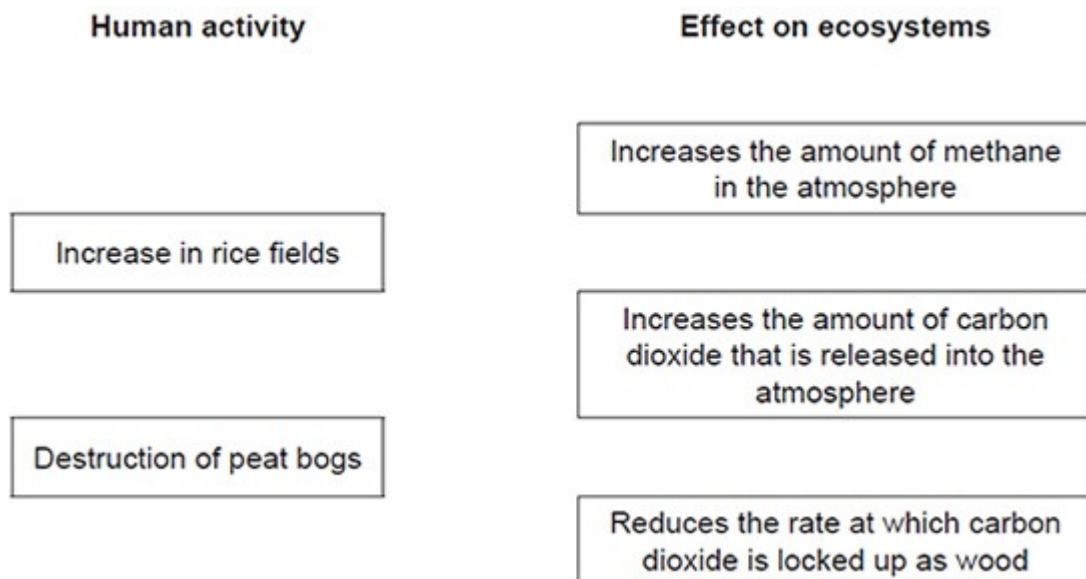 Human activity
Effect on ecosystems
Increases the amount of methane
in the atmosphere
Increase in rice fields
Increases the amount of carbon
dioxide that is released into the
atmosphere
Destruction of peat bogs
Reduces the rate at which carbon
dioxide is locked up as wood